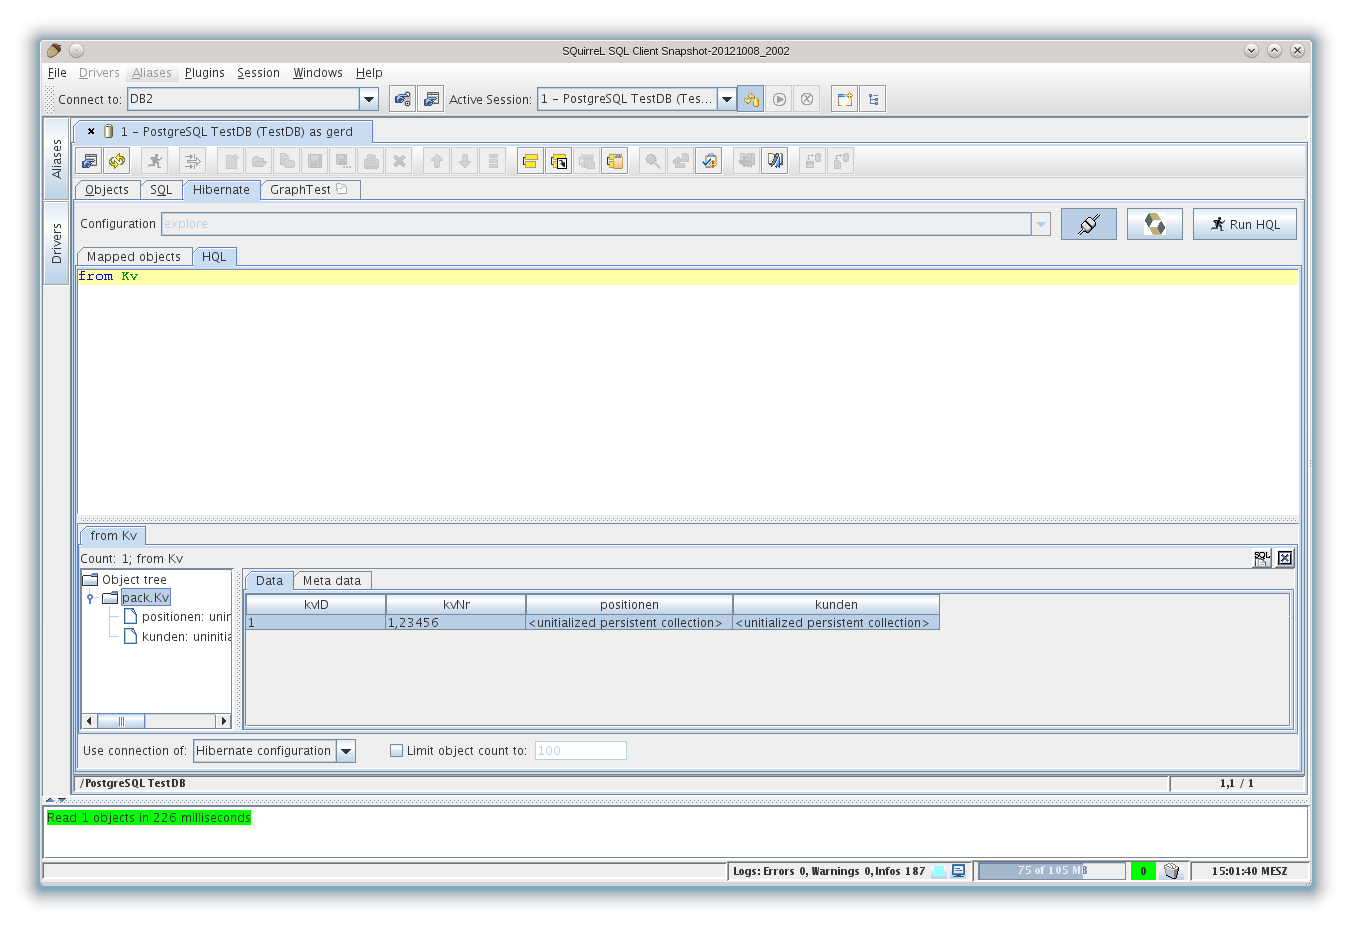 SQuirreL SQL Client Snapshot-20121008_2002
File Drivers Aliases Plugins Session Windows Help
Connect to: DB2 Active Session: 1 – PostgreSQL TestDB (Tes...
1 – PostgreSQL TestDB (TestDB) as gerd
Aliases
Drivers
Objects SQL Hibernate GraphTest
Configuration explore Run HQL
Mapped objects HQL
from Kv
from Kv
Count: 1; from Kv SQL
Object tree
pack.Kv
positionen: unin
kunden: uninitia
Data Meta data
kvID kvNr positionen kunden
1 1,23456 <unitialized persistent collection> <unitialized persistent collection>
Use connection of: Hibernate configuration Limit object count to: 100
/PostgreSQL TestDB 1,1 / 1
Read 1 objects in 226 milliseconds
Logs: Errors 0, Warnings 0, Infos 187 75 of 105 MB 0 15:01:40 MESZ